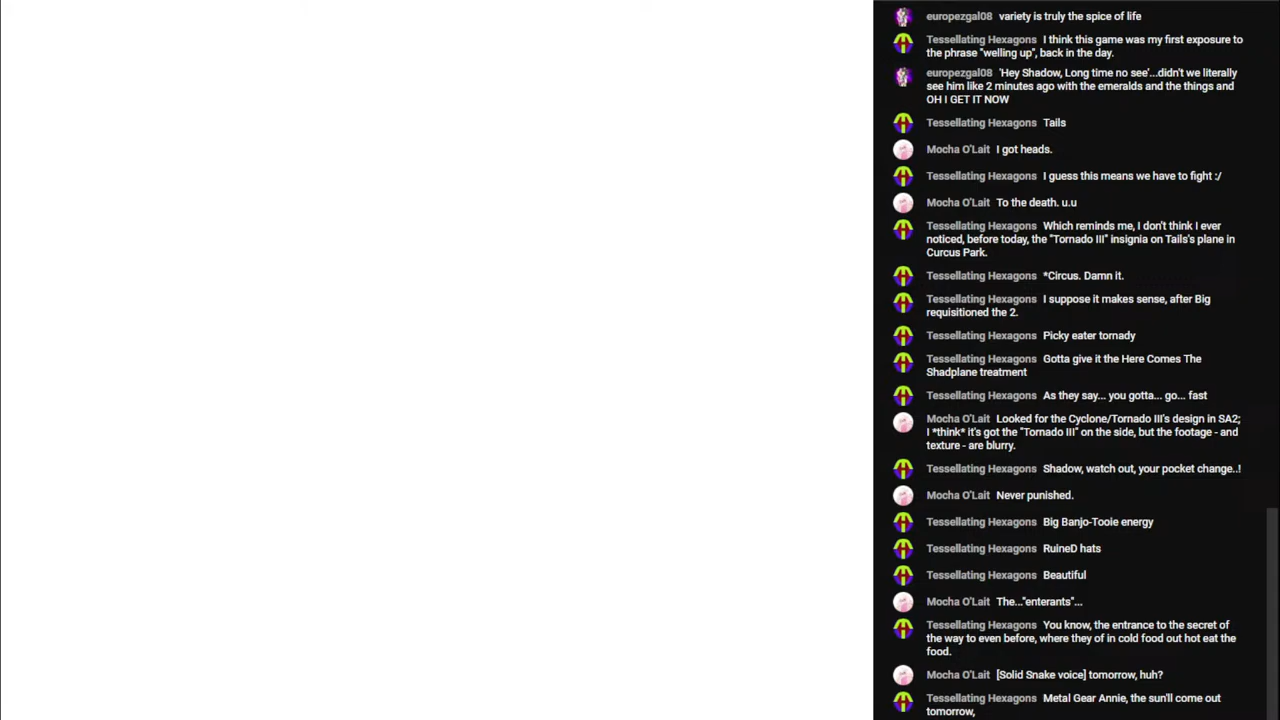 europezgal08 variety is truly the spice of life
Tessellating Hexagons I think this game was my first exposure to
the phrase "welling up", back in the day.
europezgal08 'Hey Shadow, Long time no see'...didn't we literally
see him like 2 minutes ago with the emeralds and the things and
OH I GET IT NOW
Tessellating Hexagons Tails
Mocha O'Lait I got heads.
Tessellating Hexagons I guess this means we have to fight :/
Mocha O'Lait To the death. u.u
Tessellating Hexagons Which reminds me, I don't think I ever
noticed, before today, the "Tornado III" insignia on Tails's plane in
Curcus Park.
Tessellating Hexagons *Circus. Damn it.
Tessellating Hexagons I suppose it makes sense, after Big
requisitioned the 2.
Tessellating Hexagons Picky eater tornady
Tessellating Hexagons Gotta give it the Here Comes The
Shadplane treatment
Tessellating Hexagons As they say... you gotta... go... fast
Mocha O'Lait Looked for the Cyclone/Tornado III's design in SA2;
I *think* it's got the "Tornado III" on the side, but the footage - and
texture - are blurry.
Tessellating Hexagons Shadow, watch out, your pocket change..!
Mocha O'Lait Never punished.
Tessellating Hexagons Big Banjo-Tooie energy
Tessellating Hexagons RuineD hats
Tessellating Hexagons Beautiful
Mocha O'Lait The..."enterants"...
Tessellating Hexagons You know, the entrance to the secret of
the way to even before, where they of in cold food out hot eat the
food.
Mocha O'Lait [Solid Snake voice] tomorrow, huh?
Tessellating Hexagons Metal Gear Annie, the sun'll come out
tomorrow,